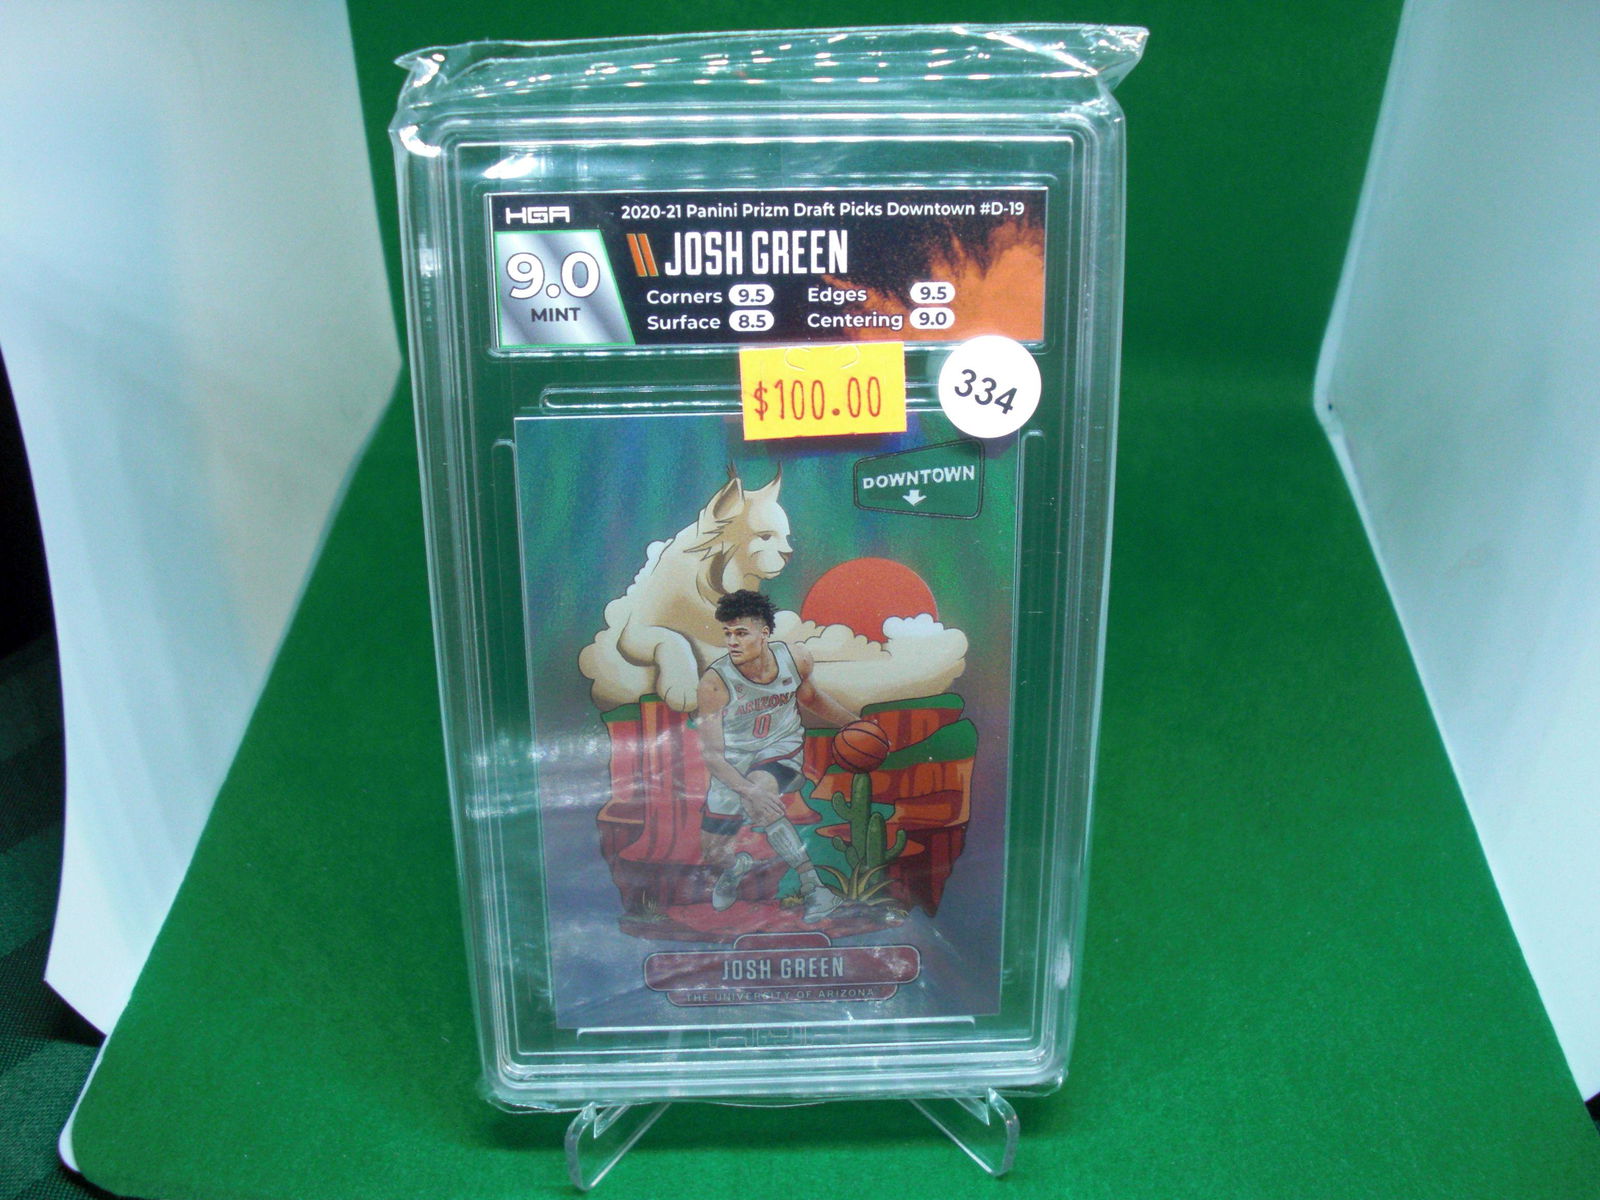 HGA
2020-21 Panini Prizm Draft Picks Downtown #D-19
9.0
MINT
JOSH GREEN
Corners 9.5 Edges 9.5
Surface 8.5 Centering 9.0
$100.00
334
DOWNTOWN
ARIZONA
0
JOSH GREEN
THE UNIVERSITY OF ARIZONA